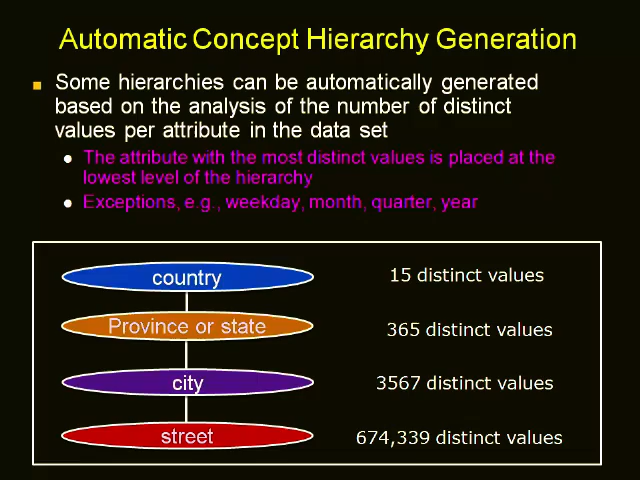 Automatic Concept Hierarchy Generation
Some hierarchies can be automatically generated
based on the analysis of the number of distinct
values per attribute in the data set
The attribute with the most distinct values is placed at the
lowest level of the hierarchy
Exceptions, e.g., weekday, month, quarter, year
country 15 distinct values
Province or state 365 distinct values
city 3567 distinct values
street 674,339 distinct values